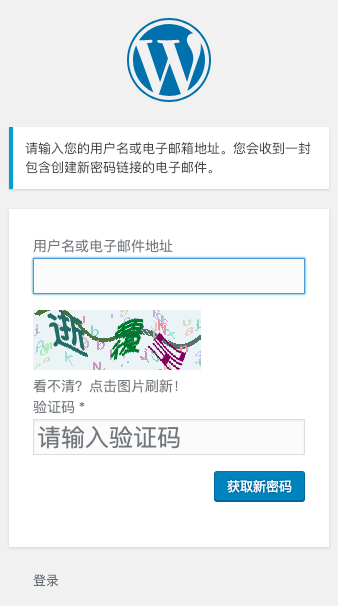 请输入您的用户名或电子邮箱地址。您会收到一封
包含创建新密码链接的电子邮件。
用户名或电子邮件地址
看不清？点击图片刷新！
验证码 *
请输入验证码
获取新密码
登录